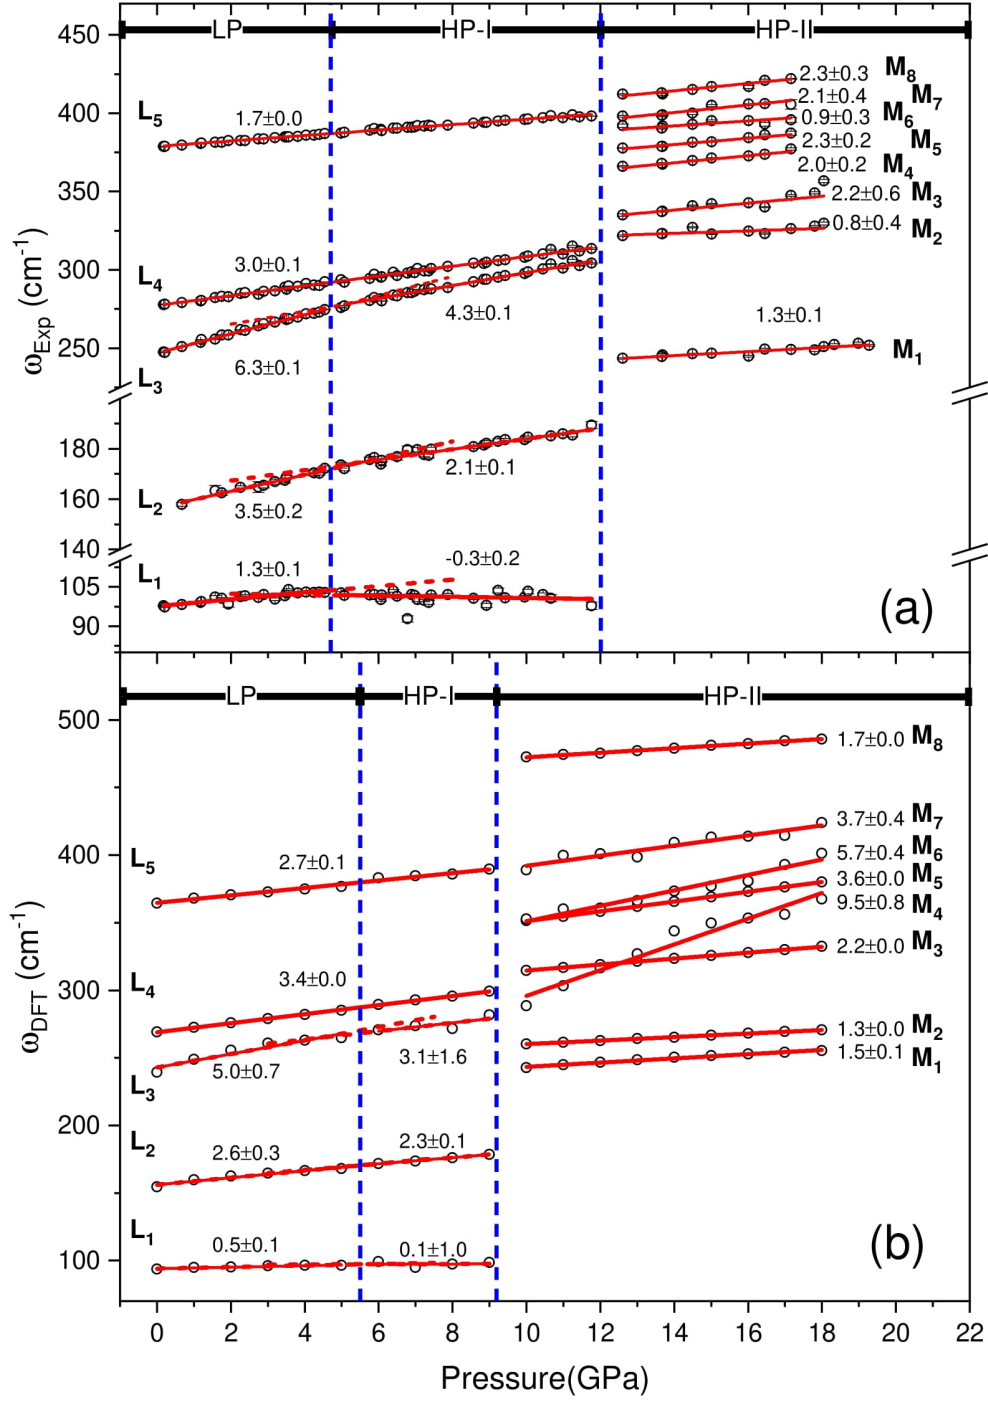 LP HP-I HP-II
450
M8
2.3±0.3
M7
2.1±0.4
400
L5
1.7±0.0
M6
0.9±0.3
M5
2.3±0.2
M4
2.0±0.2
350
M3
2.2±0.6
M2
0.8±0.4
ωExp (cm-1)
300
L4
3.0±0.1
4.3±0.1
1.3±0.1
250
M1
L3
6.3±0.1
180
2.1±0.1
L2
3.5±0.2
160
140
-0.3±0.2
L1
1.3±0.1
105
90
(a)
LP HP-I HP-II
500
1.7±0.0 M8
3.7±0.4 M7
400
L5
2.7±0.1
5.7±0.4 M6
3.6±0.0 M5
9.5±0.8 M4
2.2±0.0 M3
ωDFT (cm-1)
300
L4
3.4±0.0
1.3±0.0 M2
1.5±0.1 M1
L3
5.0±0.7
3.1±1.6
200
L2
2.6±0.3
2.3±0.1
L1
0.5±0.1
0.1±1.0
100
(b)
0 2 4 6 8 10 12 14 16 18 20 22
Pressure(GPa)